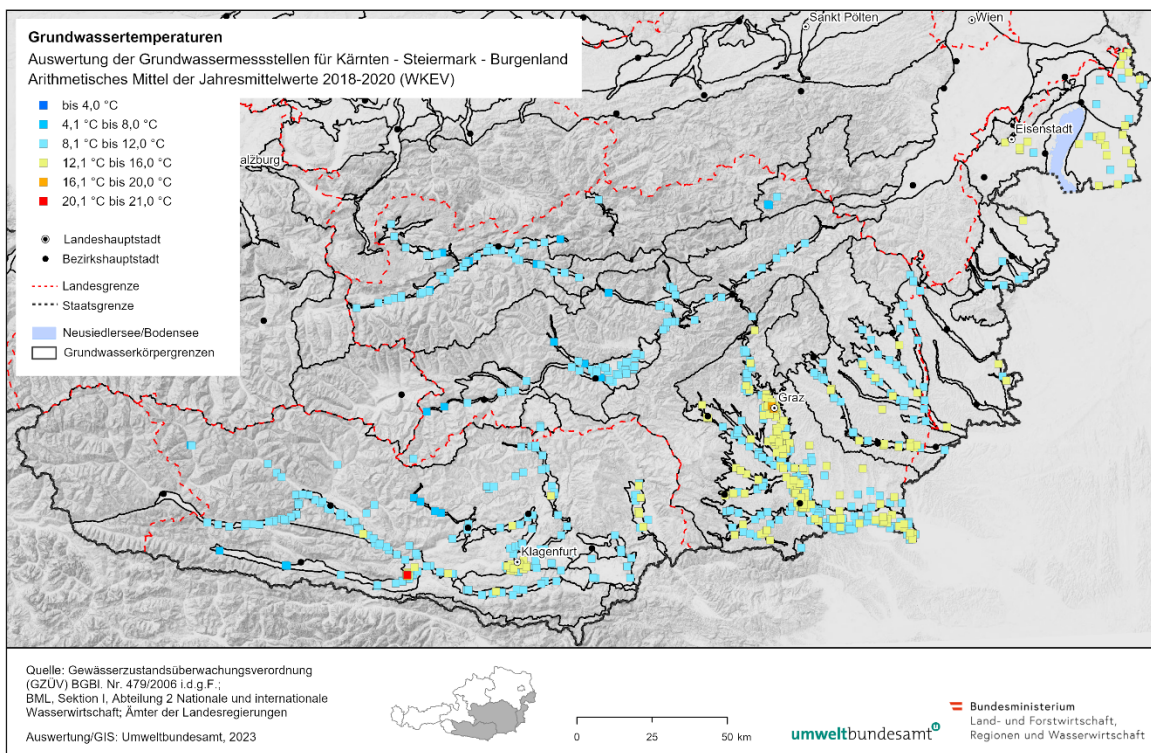 Grundwassertemperaturen
Auswertung der Grundwassermessstellen für Kärnten - Steiermark - Burgenland
Arithmetisches Mittel der Jahresmittelwerte 2018-2020 (WKEV)
bis 4,0 °C
4,1 °C bis 8,0 °C
8,1 °C bis 12,0 °C
12,1 °C bis 16,0 °C
16,1 °C bis 20,0 °C
20,1 °C bis 21,0 °C
Landeshauptstadt
Bezirkshauptstadt
Landesgrenze
Staatsgrenze
Neusiedlersee/Bodensee
Grundwasserkörpergrenzen
Sankt Pölten
Wien
Eisenstadt
alzburg
Graz
Klagenfurt
Quelle: Gewässerzustandsüberwachungsverordnung
(GZÜV) BGBl. Nr. 479/2006 i.d.g.F.;
BML, Sektion I, Abteilung 2 Nationale und internationale
Wasserwirtschaft; Ämter der Landesregierungen
Auswertung/GIS: Umweltbundesamt, 2023
0 25 50 km
umweltbundesamt
Bundesministerium
Land- und Forstwirtschaft,
Regionen und Wasserwirtschaft